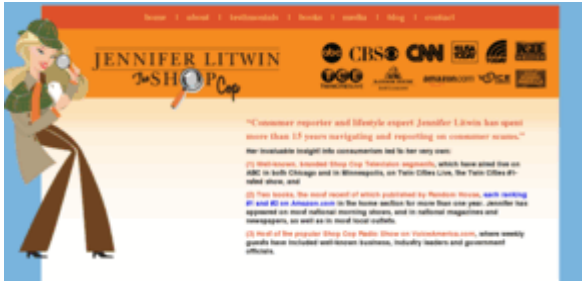 home | about | testimonials | books | media | blog | contact
JENNIFER LITWIN
The SHOP Cop
abc CBS CNN
amazon.com
"Consumer reporter and lifestyle expert Jennifer Litwin has spent
more than 15 years navigating and reporting on consumer scams."
Her invaluable insight into consumerism led to her very own:
(1) Well-known, branded Shop Cop Television segments, which have aired live on
ABC in both Chicago and in Minneapolis, on Twin Cities Live, the Twin Cities #1-
rated show, and
(2) Two books, the most recent of which published by Random House, each ranking
#1 and #2 on Amazon.com in the home section for more than one year. Jennifer has
appeared on most national morning shows, and in national magazines and
newspapers, as well as in most local outlets.
(3) Host of the popular Shop Cop Radio Show on VoiceAmerica.com, where weekly
guests have included well-known business, industry leaders and government
officials.